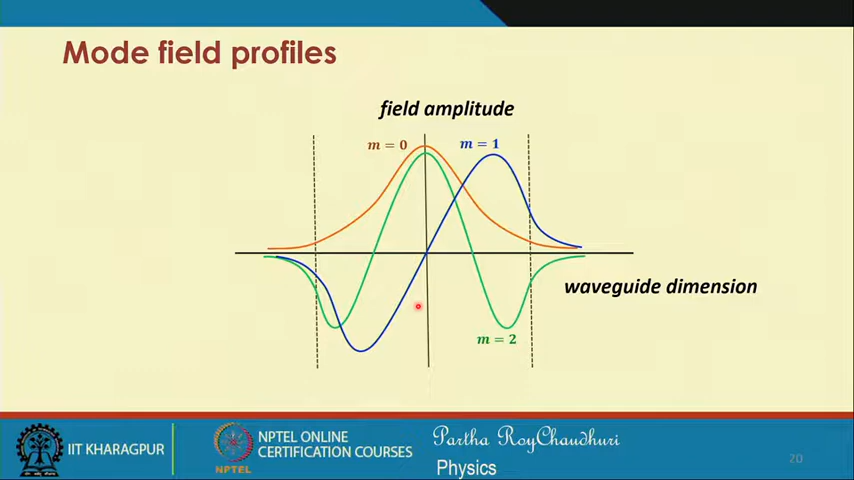 Mode field profiles
field amplitude
m = 0
m = 1
waveguide dimension
m = 2
IIT KHARAGPUR
NPTEL
NPTEL ONLINE
CERTIFICATION COURSES
Partha RoyChaudhuri
Physics
20